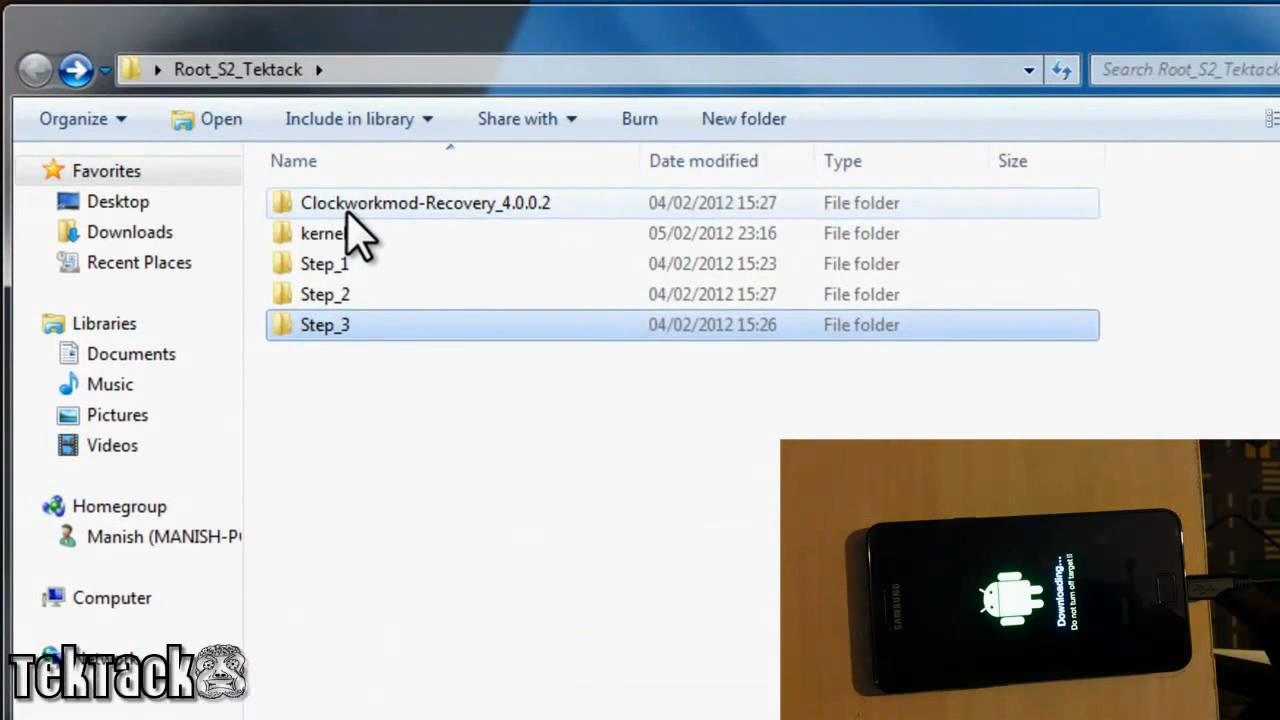 Root_S2_Tektack
Search Root_S2_Tektack
Organize
Open
Include in library
Share with
Burn
New folder
Name
Date modified
Type
Size
Favorites
Desktop
Downloads
Recent Places
Libraries
Documents
Music
Pictures
Videos
Homegroup
Manish (MANISH-P
Computer
Clockworkmod-Recovery_4.0.0.2 04/02/2012 15:27 File folder
kernel 05/02/2012 23:16 File folder
Step_1 04/02/2012 15:23 File folder
Step_2 04/02/2012 15:27 File folder
Step_3 04/02/2012 15:26 File folder
TekTack
SAMSUNG
Downloading...
Do not turn off target!!